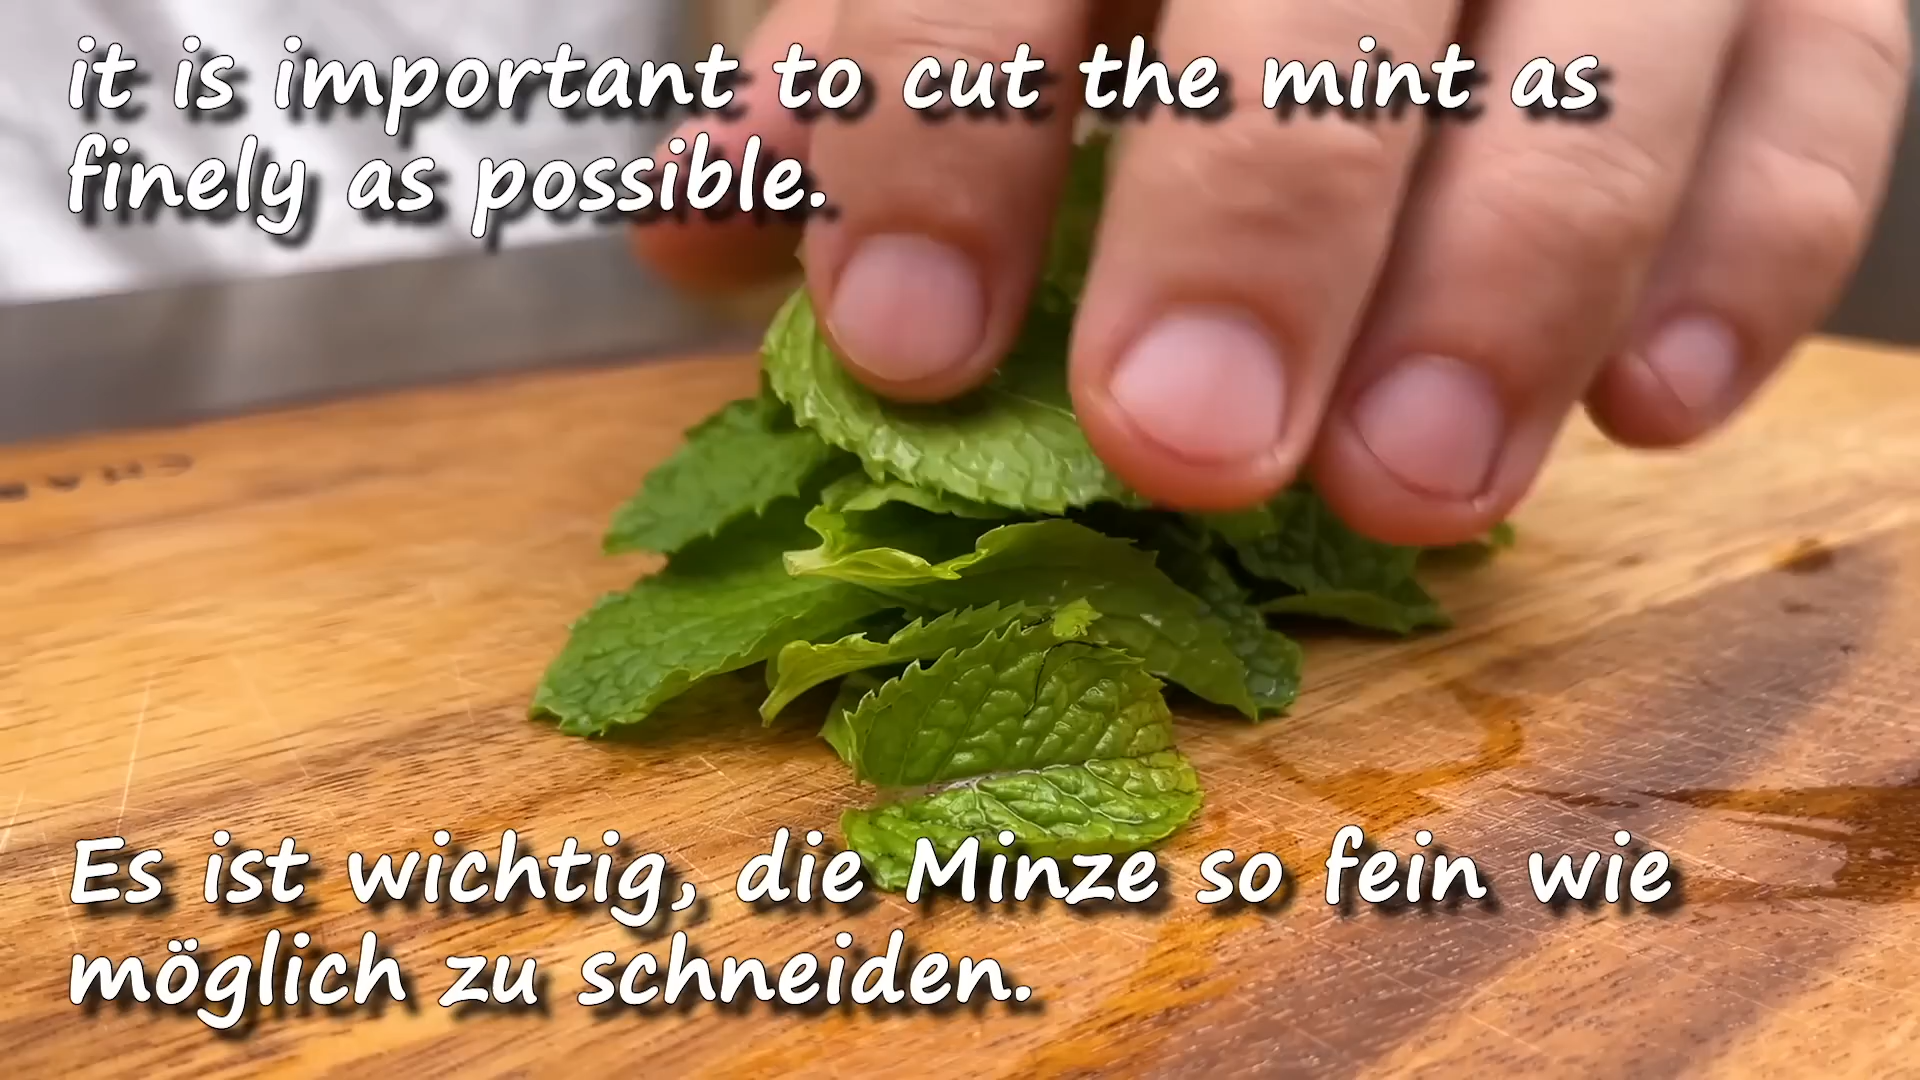 it is important to cut the mint as
finely as possible.
Es ist wichtig, die Minze so fein wie
möglich zu schneiden.